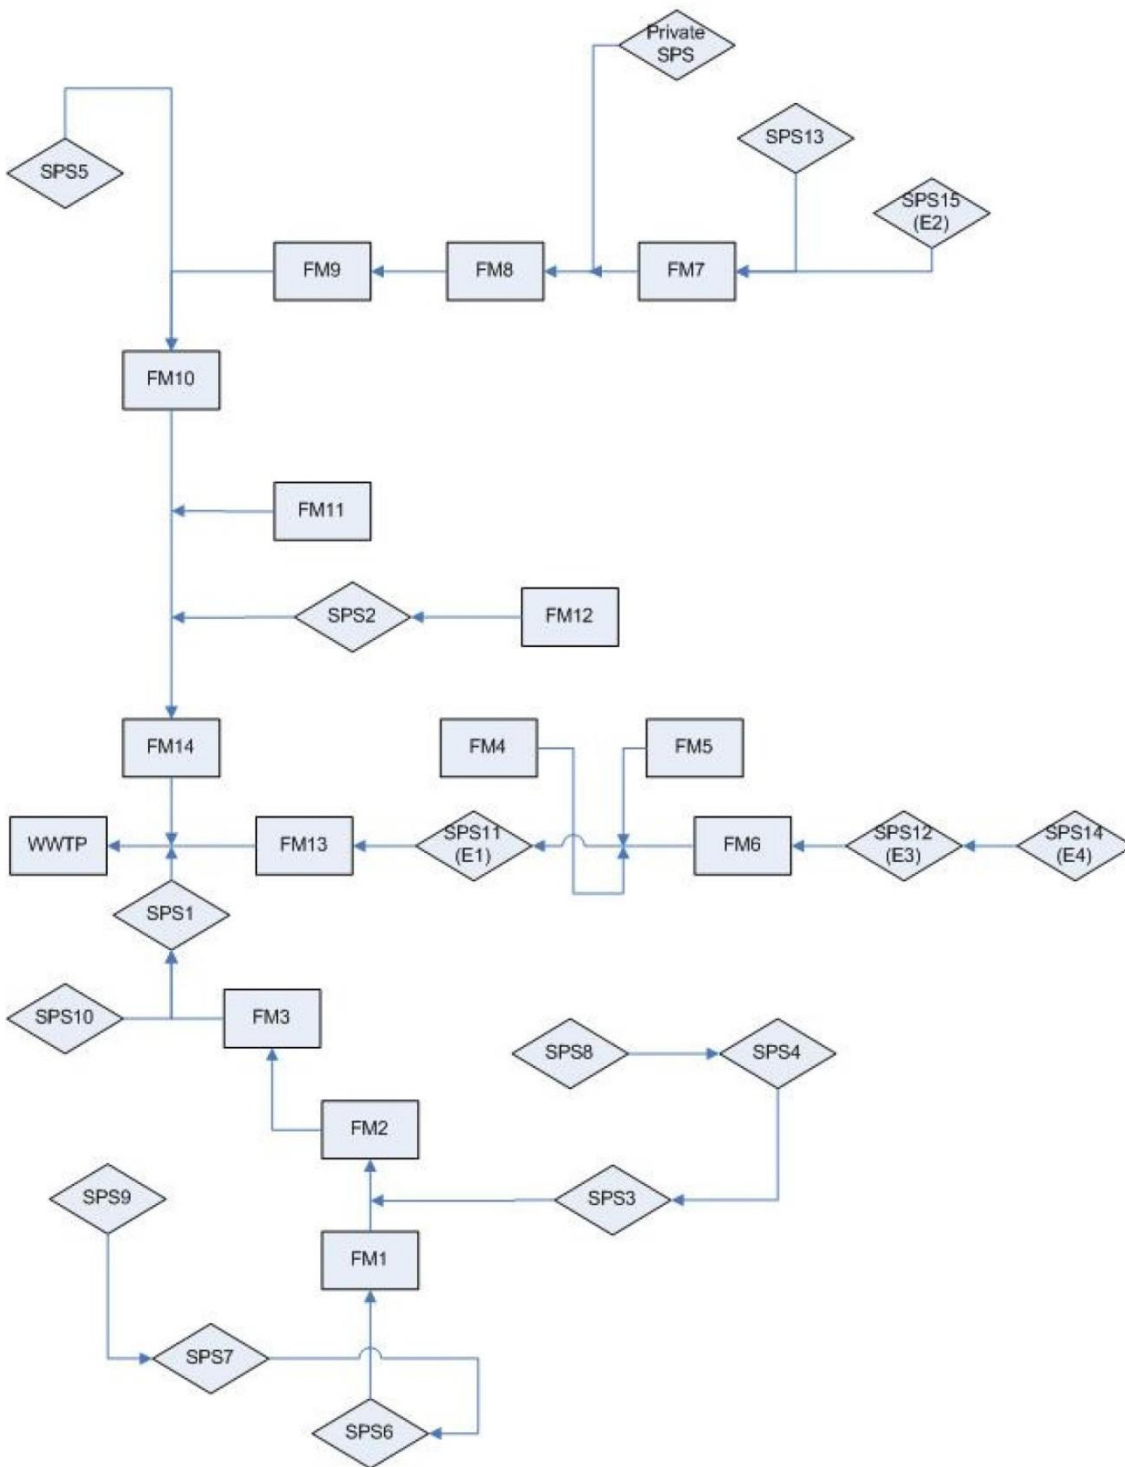 Private
SPS
SPS13
SPS5
SPS15
(E2)
FM9
FM8
FM7
FM10
FM11
SPS2
FM12
FM14
FM4
FM5
WWTP
FM13
SPS11
(E1)
FM6
SPS12
(E3)
SPS14
(E4)
SPS1
SPS10
FM3
SPS8
SPS4
FM2
SPS9
SPS3
FM1
SPS7
SPS6